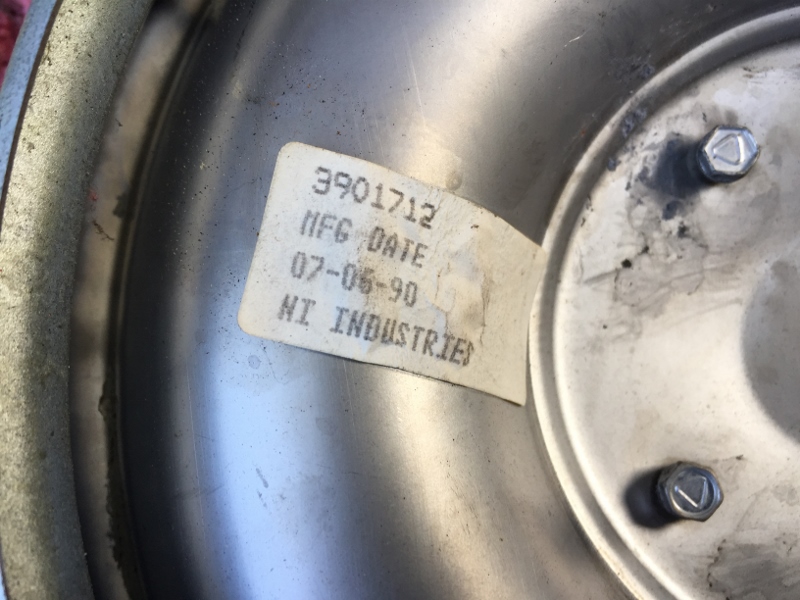 3901712
MFG DATE
07-06-90
NI INDUSTRIES